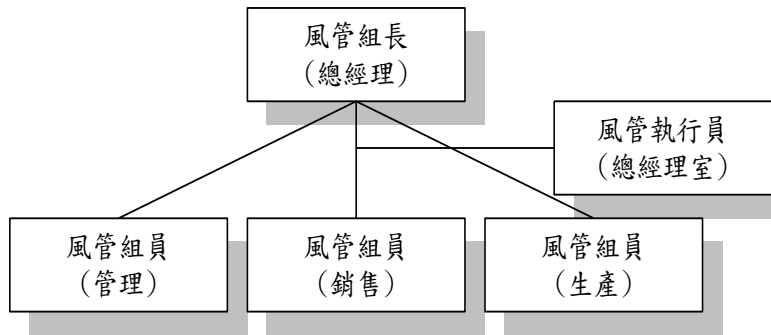 風管組長
(總經理)
風管執行員
(總經理室)
風管組員
(管理)
風管組員
(銷售)
風管組員
(生產)